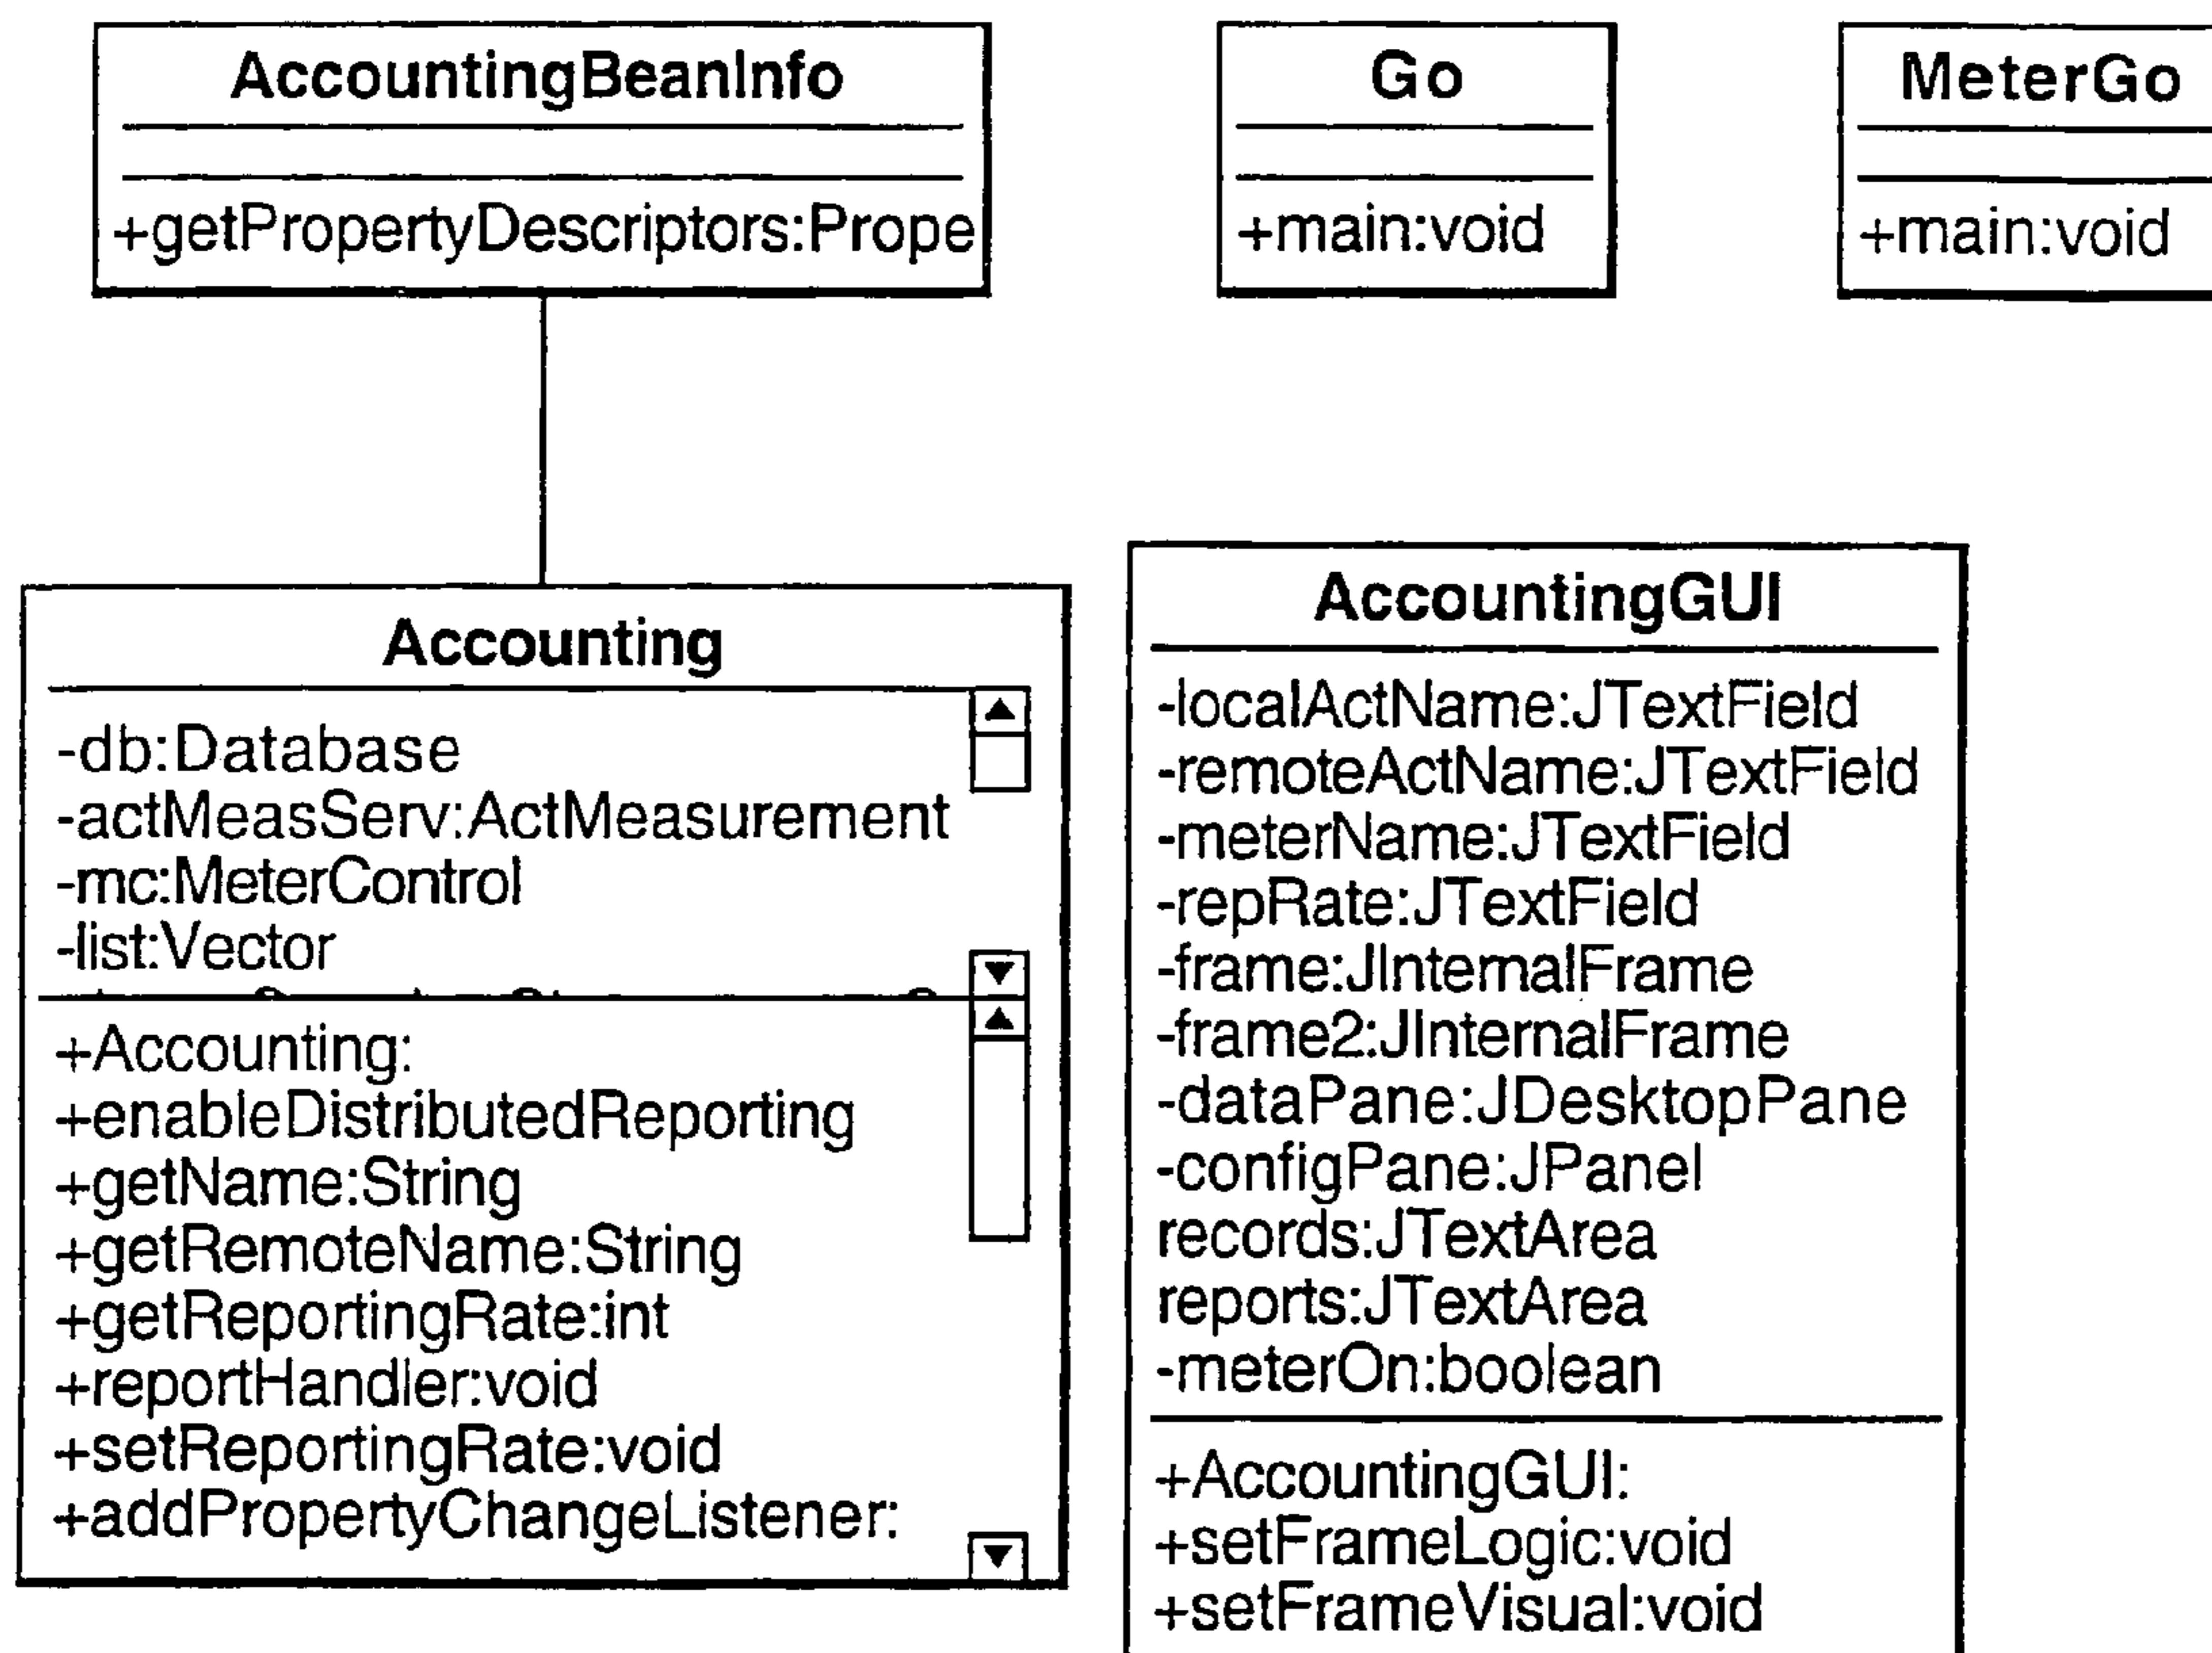 AccountingBeanInfo
+getPropertyDescriptors:Prope
Go
+main:void
MeterGo
+main:void
Accounting
-db:Database
-actMeasServ:ActMeasurement
-mc:MeterControl
-list:Vector
+Accounting:
+enableDistributedReporting
+getName:String
+getRemoteName:String
+getReportingRate:int
+reportHandler:void
+setReportingRate:void
+addPropertyChangeListener:
AccountingGUI
-localActName:JTextField
-remoteActName:JTextField
-meterName:JTextField
-repRate:JTextField
-frame:JInternalFrame
-frame2:JInternalFrame
-dataPane:JDesktopPane
-configPane:JPanel
records:JTextArea
reports:JTextArea
-meterOn:boolean
+AccountingGUI:
+setFrameLogic:void
+setFrameVisual:void